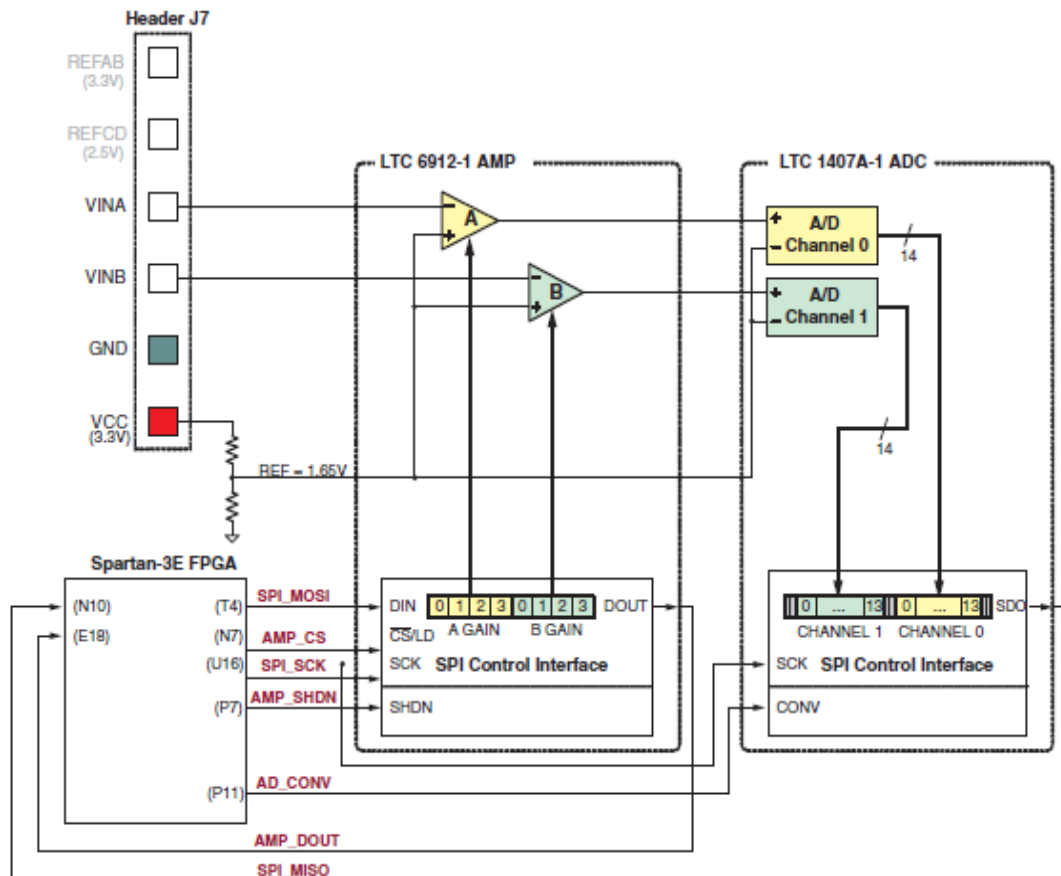 Header J7
REFAB
(3.3V)
REFCD
(2.5V)
VINA
VINB
GND
VCC
(3.3V)
REF = 1.65V
LTC 6912-1 AMP
A
B
LTC 1407A-1 ADC
A/D
Channel 0
14
A/D
Channel 1
14
Spartan-3E FPGA
(N10)
(E18)
(T4)
(N7)
(U16)
(P7)
(P11)
SPI_MOSI
AMP_CS
SPI_SCK
AMP_SHDN
AD_CONV
AMP_DOUT
SPI_MISO
DIN
0 1 2 3 0 1 2 3
DOUT
A GAIN
B GAIN
CS/LD
SCK
SPI Control Interface
SHDN
0 ... 13 0 ... 13
SDO
CHANNEL 1
CHANNEL 0
SCK
SPI Control Interface
CONV